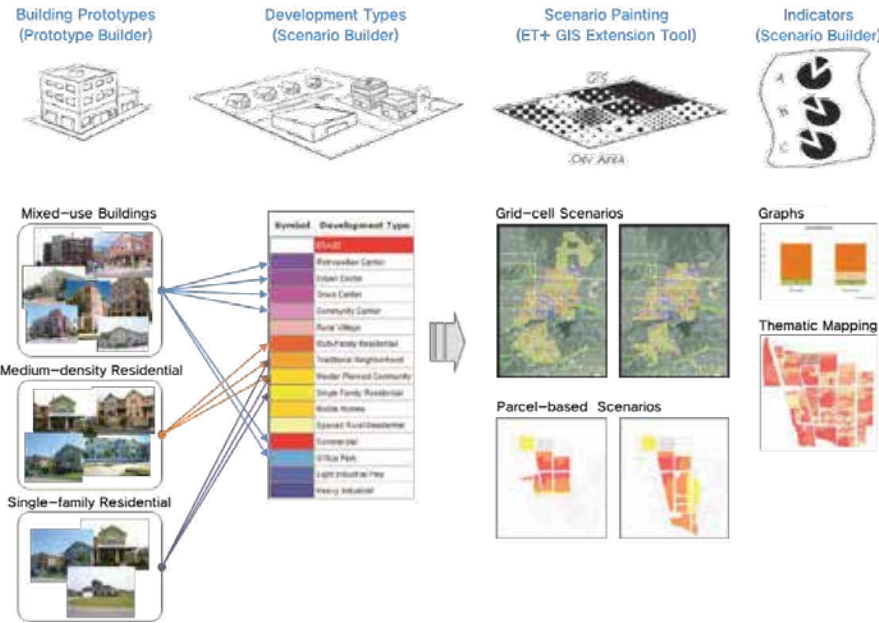 Building Prototypes
(Prototype Builder)
Development Types
(Scenario Builder)
Scenario Painting
(ET+ GIS Extension Tool)
Indicators
(Scenario Builder)
A
B
C
DEV AREA
Mixed-use Buildings
Medium-density Residential
Single-family Residential
Symbol Development Type
Metropolitan Center
Urban Center
Town Center
Community Center
Rural Village
Multi-Family Residential
Traditional Neighborhood
Master Planned Community
Single Family Residential
Mobile Homes
Spaced Rural Residential
Commercial
Office Park
Light Industrial Flex
Heavy Industrial
Grid-cell Scenarios
Parcel-based Scenarios
Graphs
Thematic Mapping